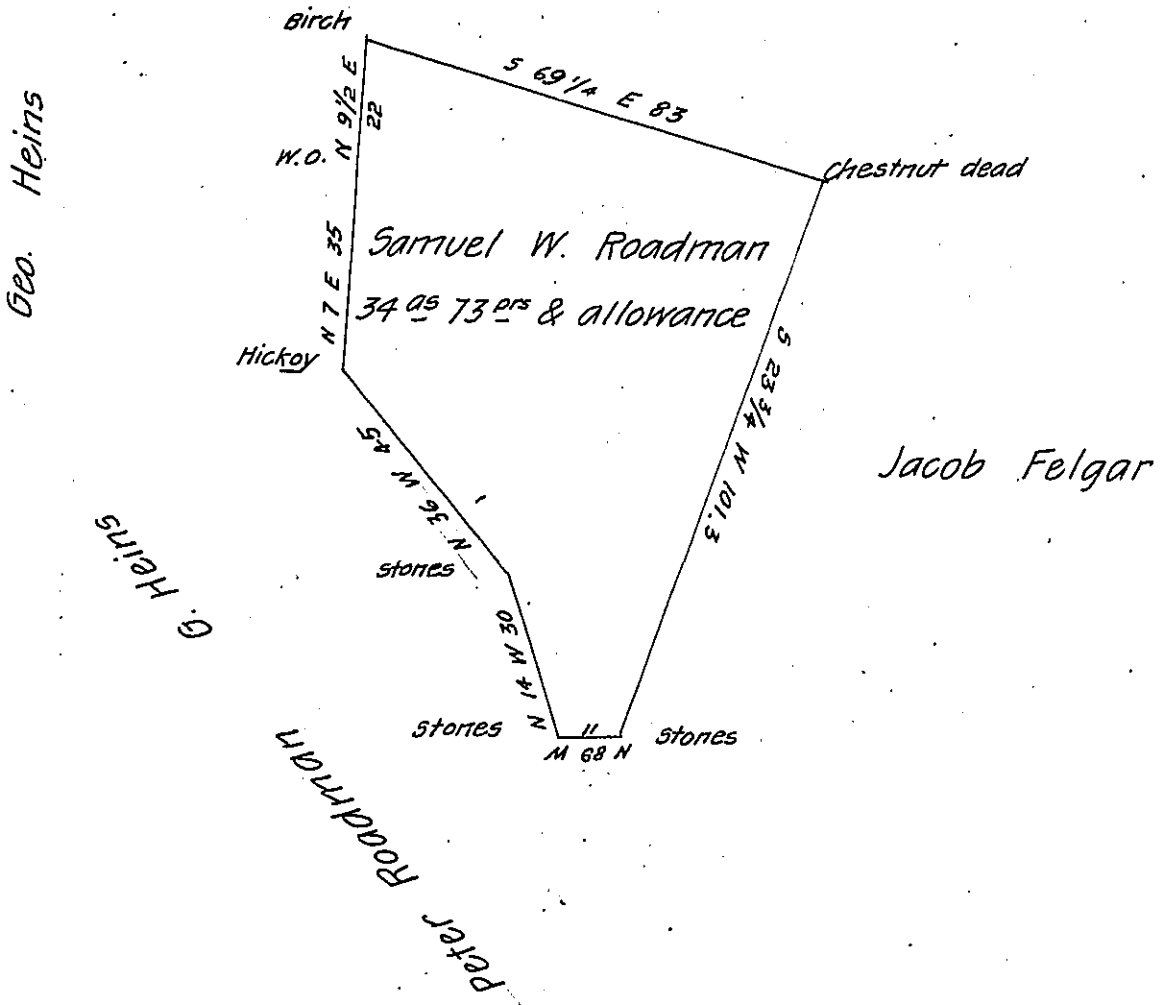 Birch
S 69 1/4 E 83
N 9 1/2 E
22
W.O.
Chestnut dead
Geo. Heins
Samuel W. Roadman
34 as 73 prs & allowance
N 7 E 35
Hickoy
S 23 3/4 W 101.3
N 36 W 45
Jacob Felgar
stones
G. Heins
N 14 W 30
stones
11
N 89 W
stones
Peter Roadman